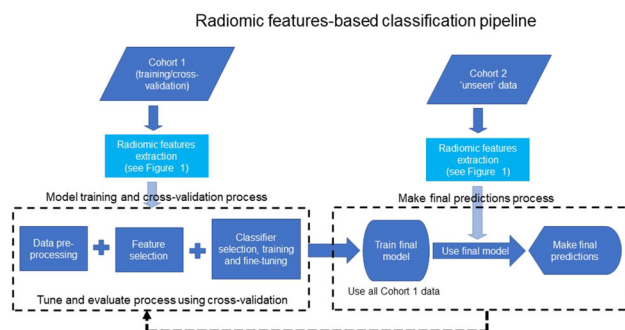 Radiomic features-based classification pipeline
Cohort 1
(training/cross-
validation)
Cohort 2
'unseen' data
Radiomic features
extraction
(see Figure 1)
Radiomic features
extraction
(see Figure 1)
Model training and cross-validation process
Make final predictions process
Data pre-
processing
Feature
selection
Classifier
selection, training
and fine-tuning
Train final
model
Use final model
Make final
predictions
Use all Cohort 1 data
Tune and evaluate process using cross-validation